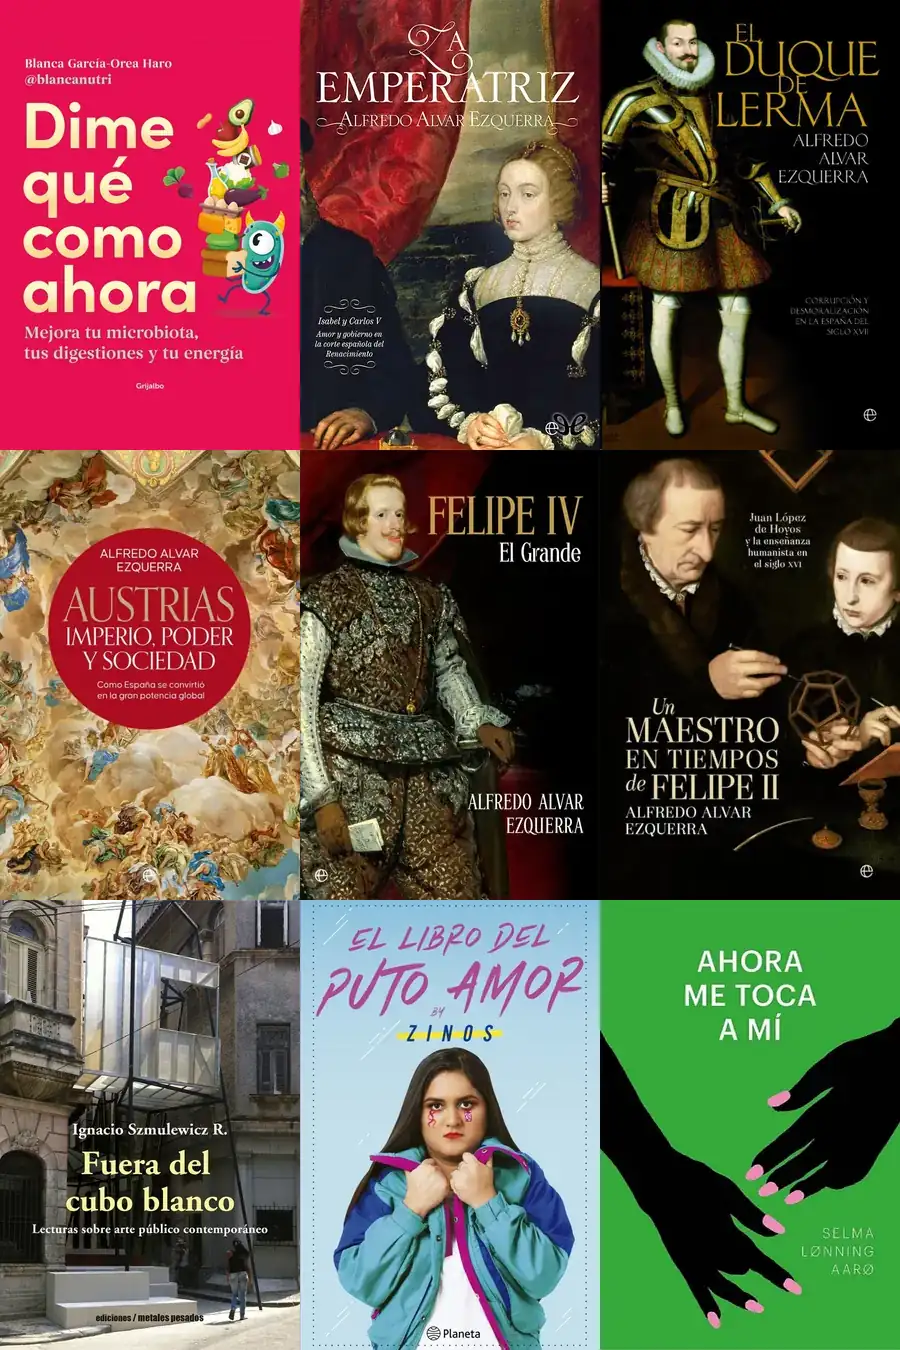 Blanca García-Orea Haro
@blancanutri
Dime
qué
como
ahora
Mejora tu microbiota,
tus digestiones y tu energía
Grijalbo
LA
EMPERATRIZ
ALFREDO ALVAR EZQUERRA
Isabel y Carlos V
Amor y gobierno en
la corte española del
Renacimiento
e
EL
DUQUE
DE
LERMA
ALFREDO
ALVAR
EZQUERRA
CORRUPCIÓN Y
DESMORALIZACIÓN
EN LA ESPAÑA DEL
SIGLO XVII
e
ALFREDO ALVAR
EZQUERRA
AUSTRIAS
IMPERIO, PODER
Y SOCIEDAD
Cómo España se convirtió
en la gran potencia global
e
FELIPE IV
El Grande
ALFREDO ALVAR
EZQUERRA
e
Juan López
de Hoyos
y la enseñanza
humanista en
el siglo XVI
Un
MAESTRO
EN TIEMPOS
de FELIPE II
ALFREDO ALVAR
EZQUERRA
e
Ignacio Szmulewicz R.
Fuera del
cubo blanco
Lecturas sobre arte público contemporáneo
ediciones / metales pesados
EL LIBRO DEL
PUTO AMOR
BY
ZINOS
Planeta
AHORA
ME TOCA
A MÍ
SELMA
LØNNING
AARØ